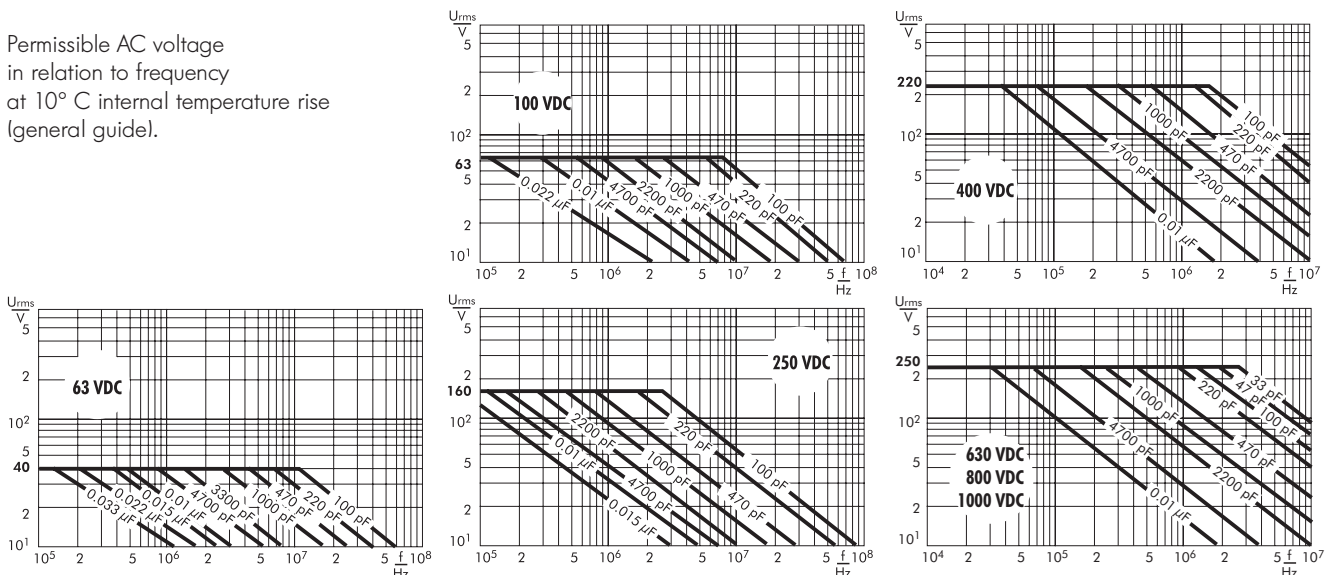 Permissible AC voltage
in relation to frequency
at 10° C internal temperature rise
(general guide).
Urms
V
5
2
10²
63
5
2
10¹
100 VDC
0.022 µF
0.01 µF
4700 pF
2200 pF
1000 pF
470 pF
220 pF
100 pF
10⁵ 2 5 10⁶ 2 5 10⁷ 2 5 f/Hz 10⁸
Urms
V
5
220
2
10²
5
2
10¹
400 VDC
0.01 µF
4700 pF
2200 pF
1000 pF
470 pF
220 pF
100 pF
10⁴ 2 5 10⁵ 2 5 10⁶ 2 5 f/Hz 10⁷
Urms
V
5
2
10²
5
40
2
10¹
63 VDC
0.033 µF
0.022 µF
0.015 µF
0.01 µF
4700 pF
3300 pF
1000 pF
470 pF
220 pF
100 pF
10⁵ 2 5 10⁶ 2 5 10⁷ 2 5 f/Hz 10⁸
Urms
V
5
2
160
10²
5
2
10¹
250 VDC
0.015 µF
0.01 µF
4700 pF
2200 pF
1000 pF
470 pF
220 pF
100 pF
10⁵ 2 5 10⁶ 2 5 10⁷ 2 5 f/Hz 10⁸
Urms
V
5
250
2
10²
5
2
10¹
630 VDC
800 VDC
1000 VDC
0.01 µF
4700 pF
2200 pF
1000 pF
470 pF
220 pF
100 pF
47 pF
33 pF
10⁴ 2 5 10⁵ 2 5 10⁶ 2 5 f/Hz 10⁷